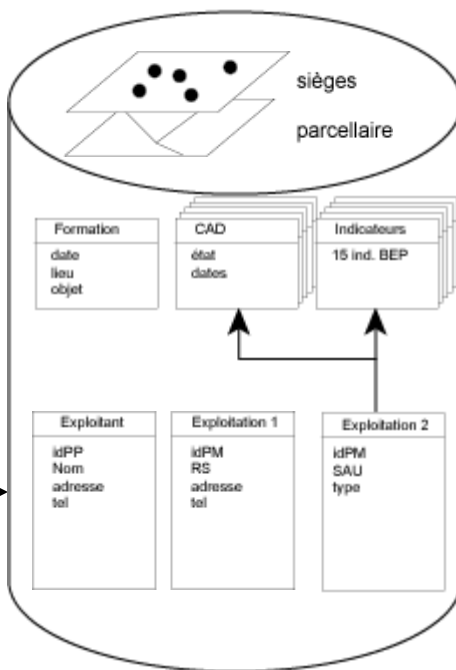 sièges
parcellaire
Formation
date
lieu
objet
CAD
état
dates
Indicateurs
15 ind. BEP
Exploitant
idPP
Nom
adresse
tel
Exploitation 1
idPM
RS
adresse
tel
Exploitation 2
idPM
SAU
type